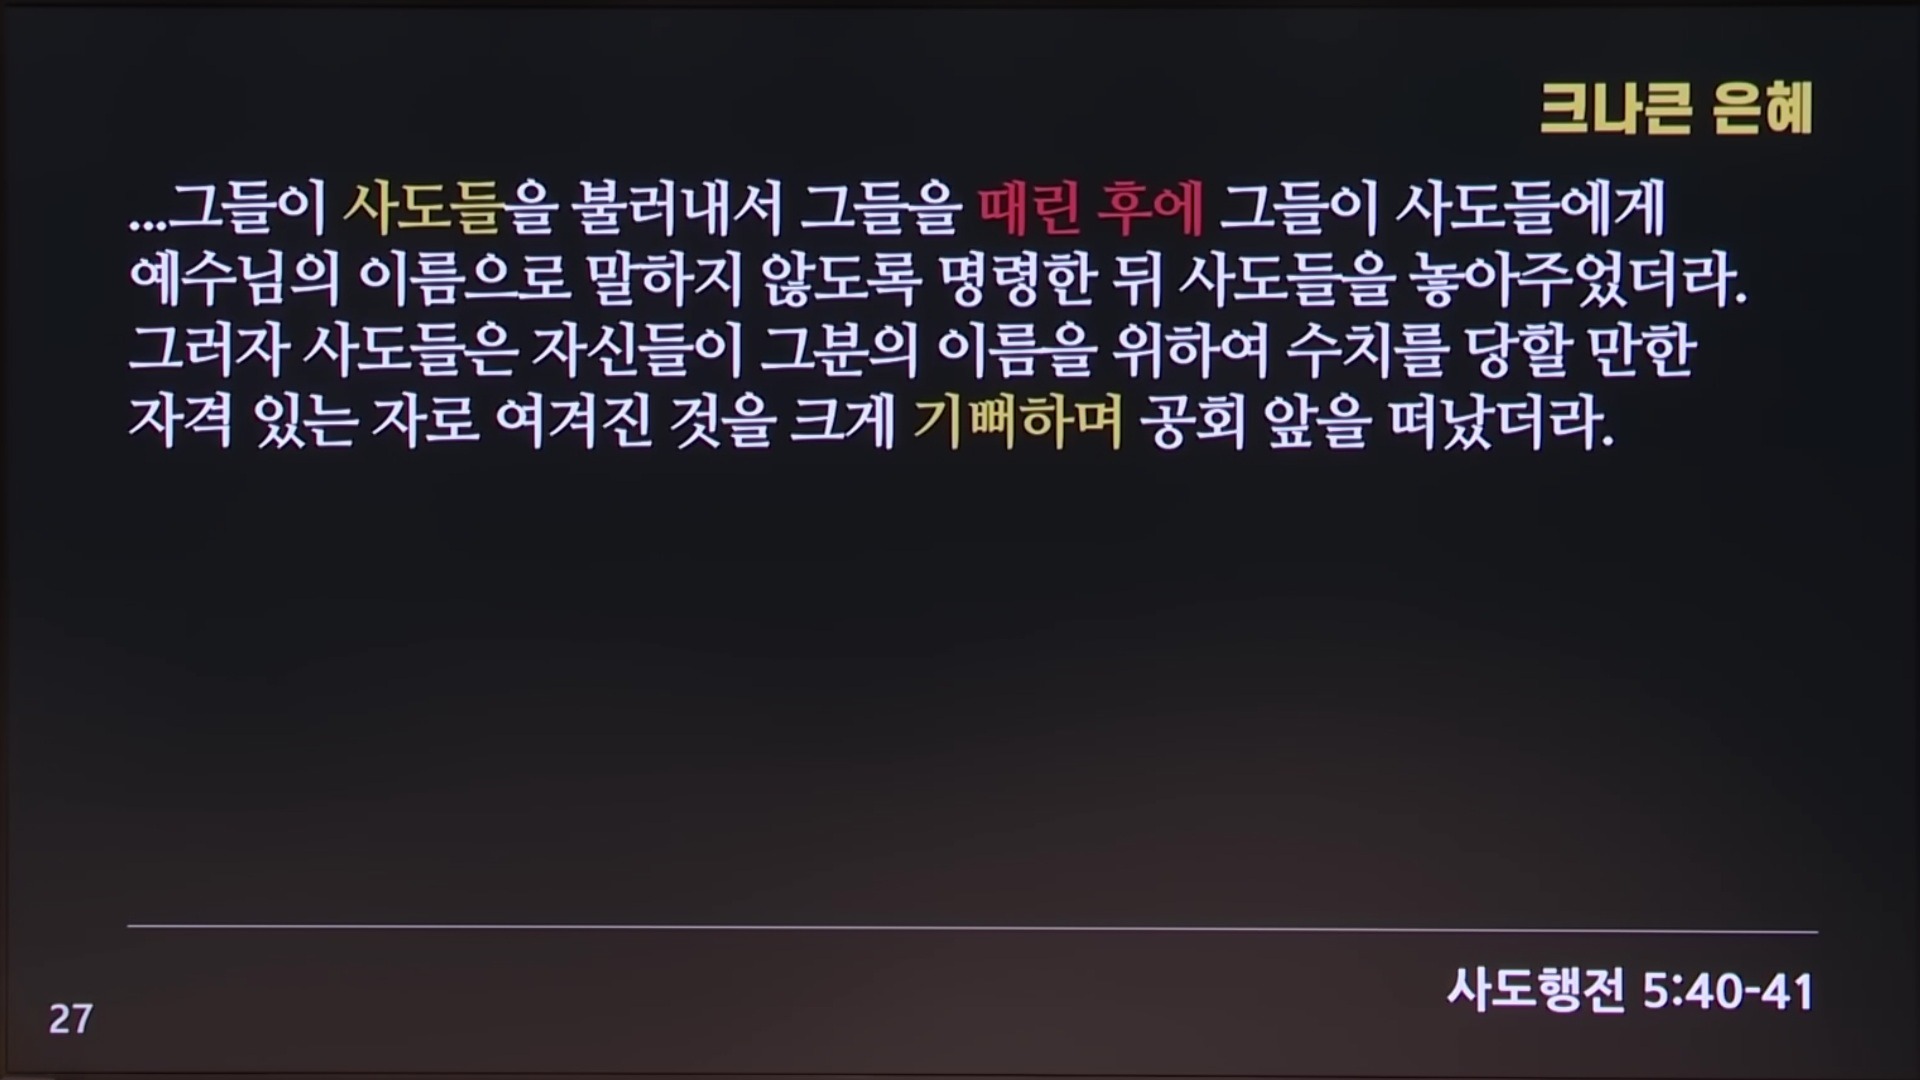 크나큰 은혜
...그들이 사도들을 불러내서 그들을 때린 후에 그들이 사도들에게
예수님의 이름으로 말하지 않도록 명령한 뒤 사도들을 놓아주었더라.
그러자 사도들은 자신들이 그분의 이름을 위하여 수치를 당할 만한
자격 있는 자로 여겨진 것을 크게 기뻐하며 공회 앞을 떠났더라.
사도행전 5:40-41
27